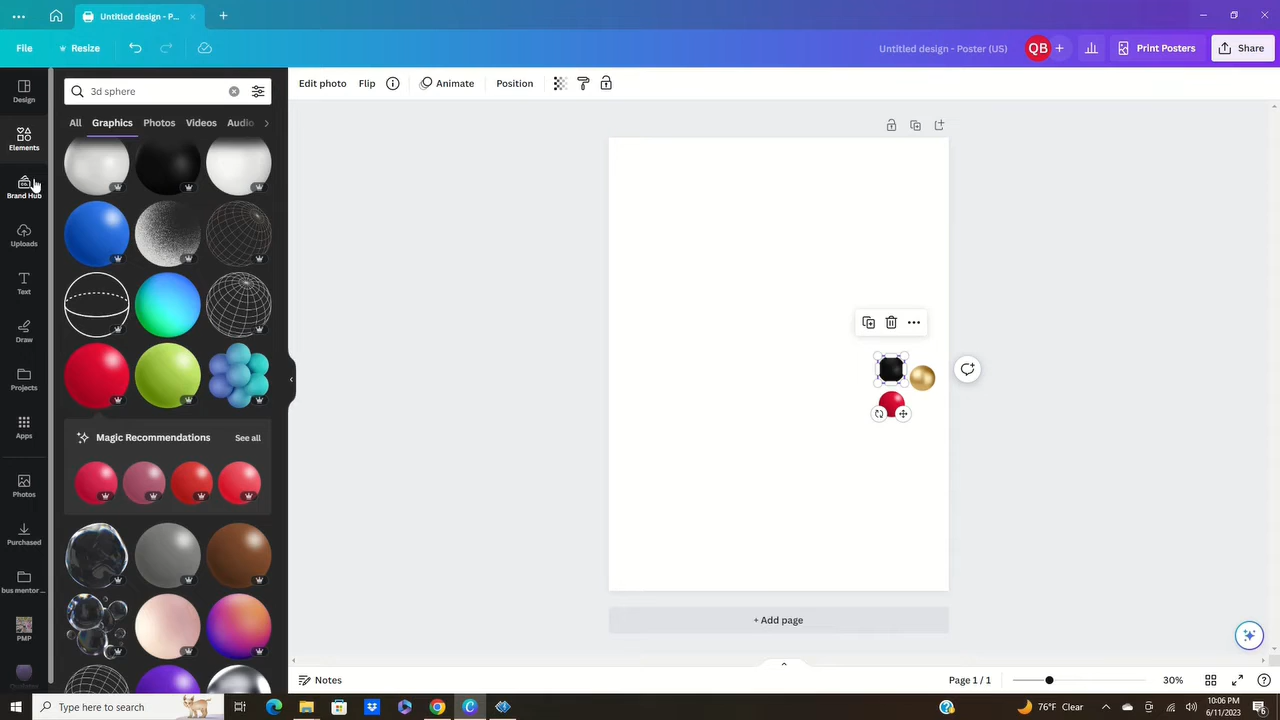 Untitled design - P...
File
Resize
Untitled design - Poster (US)
QB
Print Posters
Share
Design
Elements
Brand Hub
Uploads
Text
Draw
Projects
Apps
Photos
Purchased
bus mentor ...
PMP
3d sphere
All
Graphics
Photos
Videos
Audio
Magic Recommendations
See all
Edit photo
Flip
Animate
Position
+ Add page
Notes
Page 1 / 1
30%
Type here to search
76°F Clear
10:06 PM
6/11/2023
6